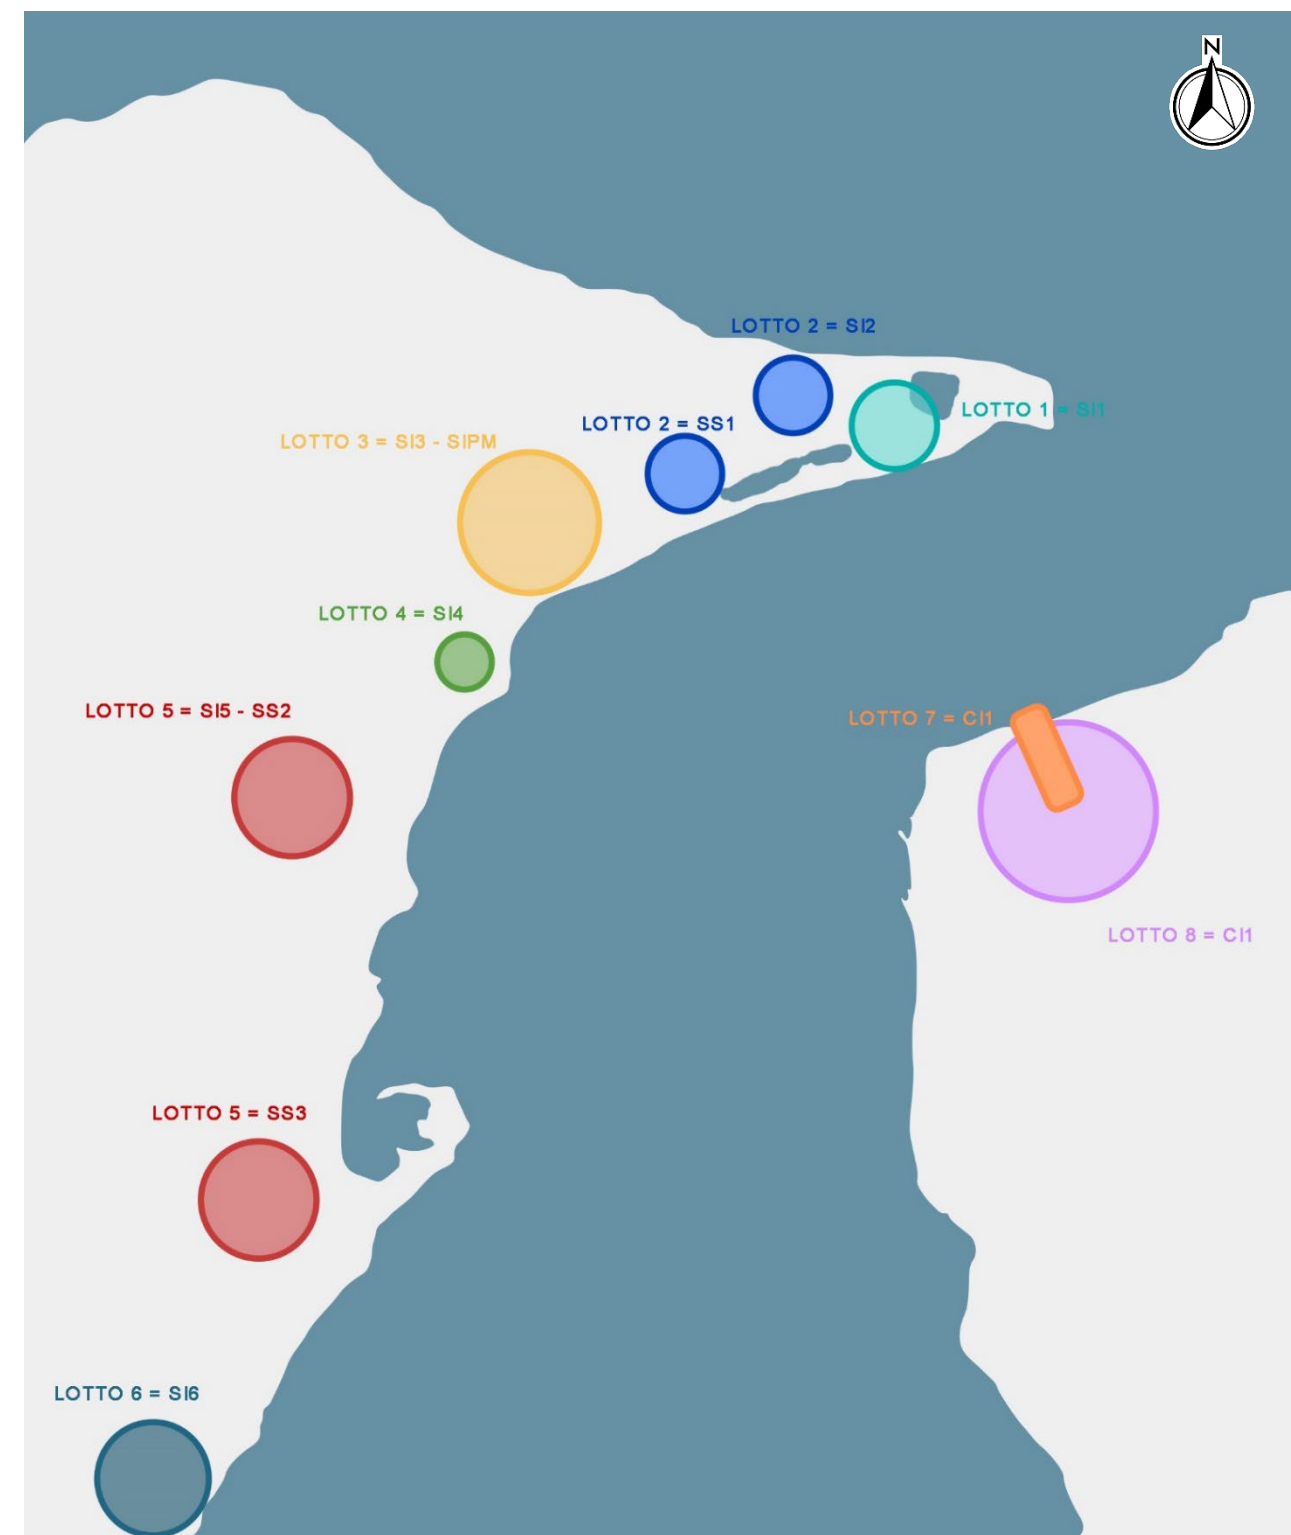 N
LOTTO 2 = SI2
LOTTO 1 = SI1
LOTTO 2 = SS1
LOTTO 3 = SI3 - SIPM
LOTTO 4 = SI4
LOTTO 5 = SI5 - SS2
LOTTO 7 = CI1
LOTTO 8 = CI1
LOTTO 5 = SS3
LOTTO 6 = SI6